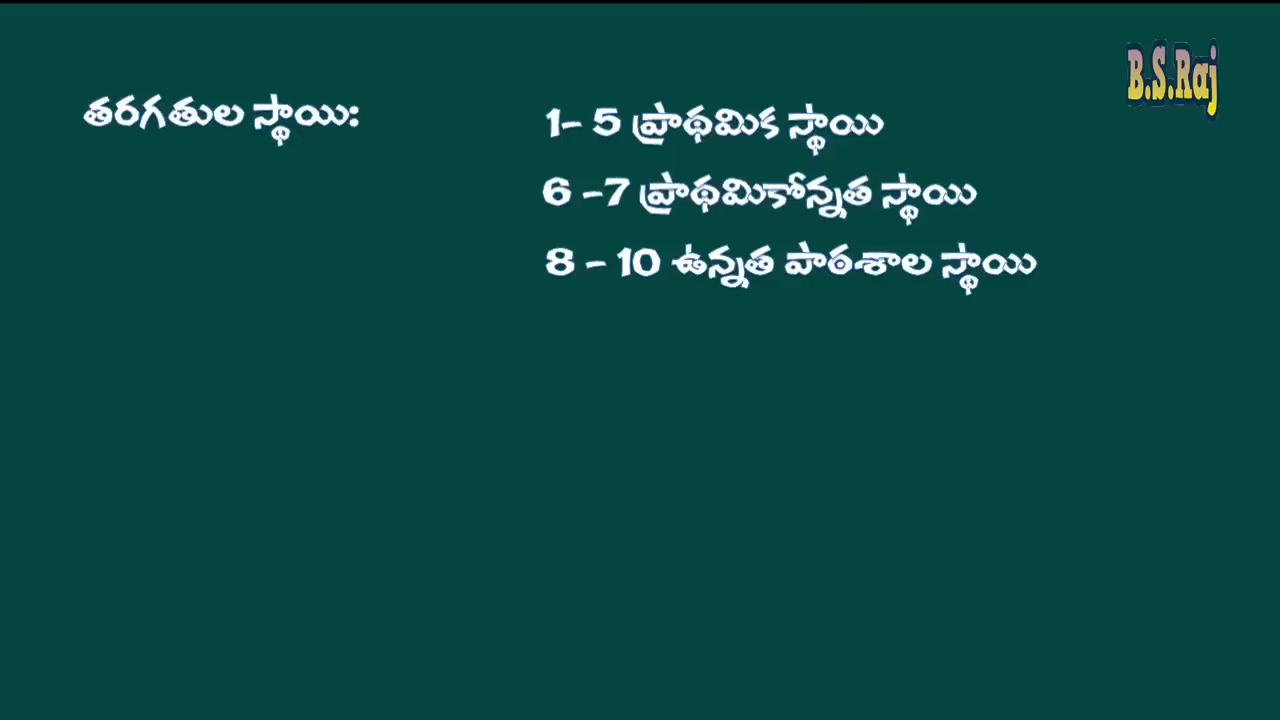 B.S.Raj
తరగతుల స్థాయి:
1- 5 ప్రాథమిక స్థాయి
6 -7 ప్రాథమికోన్నత స్థాయి
8 - 10 ఉన్నత పాఠశాల స్థాయి